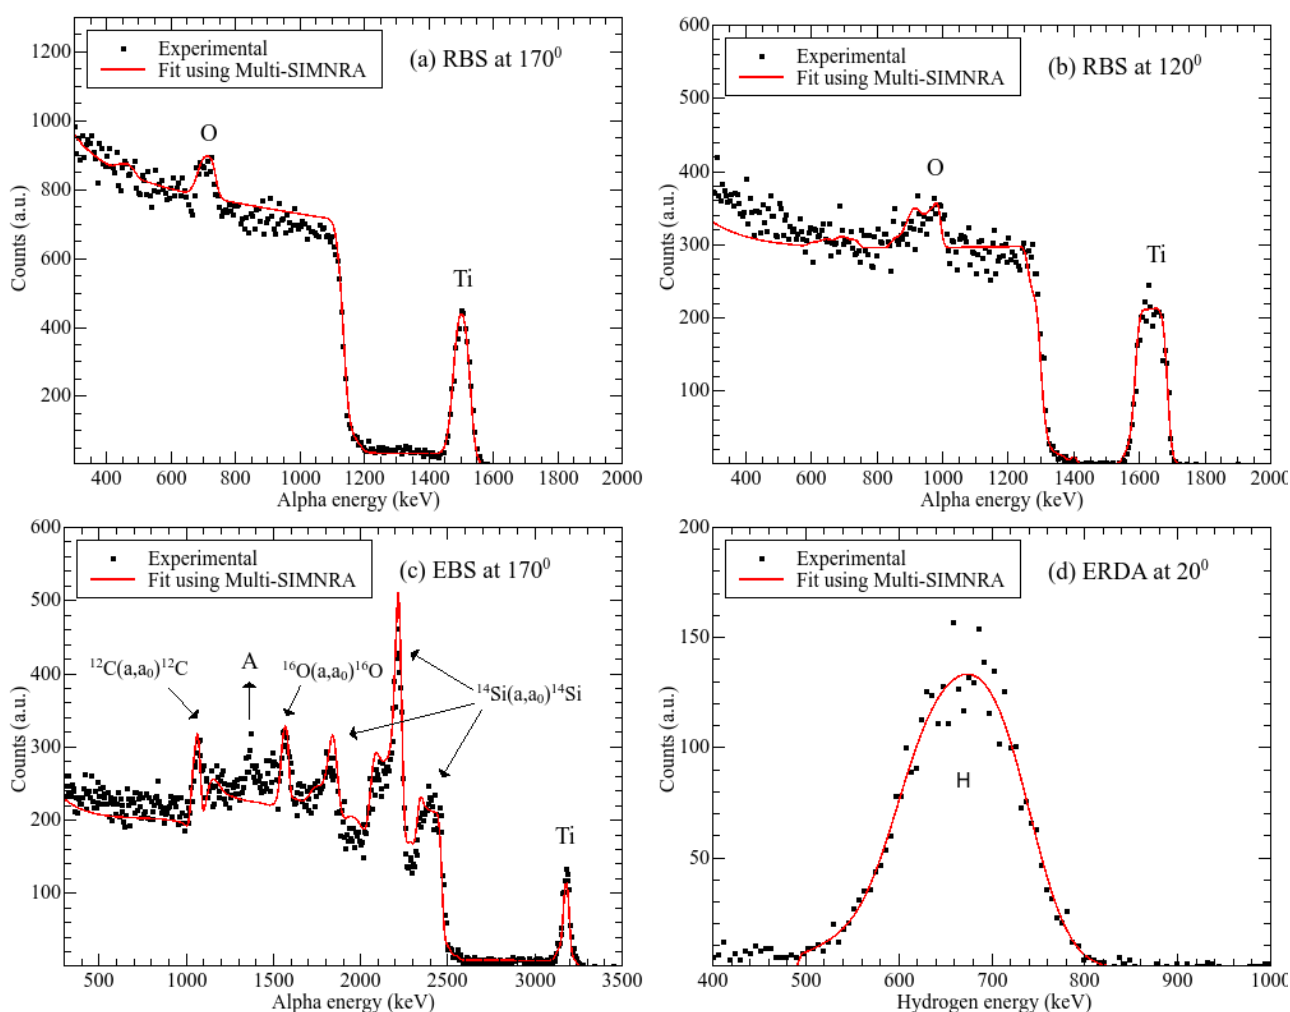 Experimental
Fit using Multi-SIMNRA
(a) RBS at 170⁰
O
Ti
Counts (a.u.)
1200
1000
800
600
400
200
400 600 800 1000 1200 1400 1600 1800 2000
Alpha energy (keV)
Experimental
Fit using Multi-SIMNRA
(b) RBS at 120⁰
O
Ti
Counts (a.u.)
600
500
400
300
200
100
400 600 800 1000 1200 1400 1600 1800 2000
Alpha energy (keV)
Experimental
Fit using Multi-SIMNRA
(c) EBS at 170⁰
¹²C(a,a₀)¹²C
A
¹⁶O(a,a₀)¹⁶O
¹⁴Si(a,a₀)¹⁴Si
Ti
Counts (a.u.)
600
500
400
300
200
100
500 1000 1500 2000 2500 3000 3500
Alpha energy (keV)
Experimental
Fit using Multi-SIMNRA
(d) ERDA at 20⁰
H
Counts (a.u.)
200
150
100
50
400 500 600 700 800 900 1000
Hydrogen energy (keV)